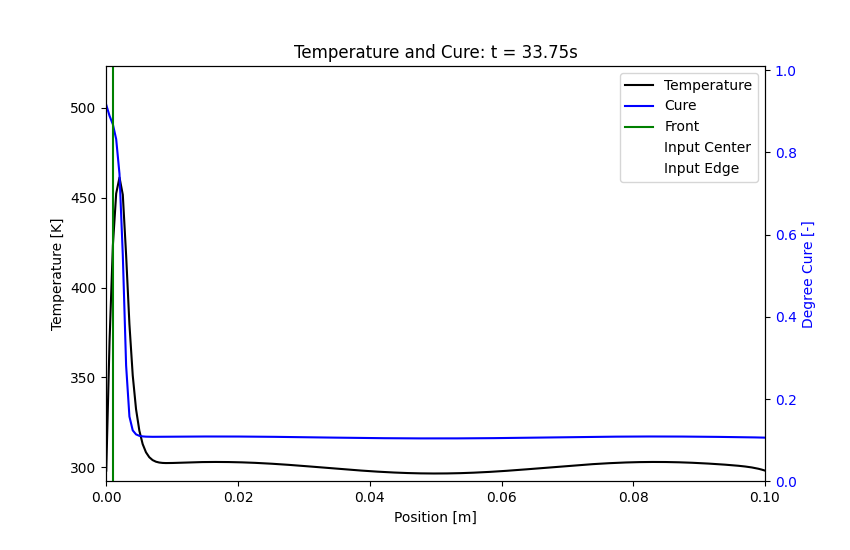 Temperature and Cure: t = 33.75s
Temperature
Cure
Front
Input Center
Input Edge
500
450
400
350
300
Temperature [K]
1.0
0.8
0.6
0.4
0.2
0.0
Degree Cure [-]
0.00 0.02 0.04 0.06 0.08 0.10
Position [m]